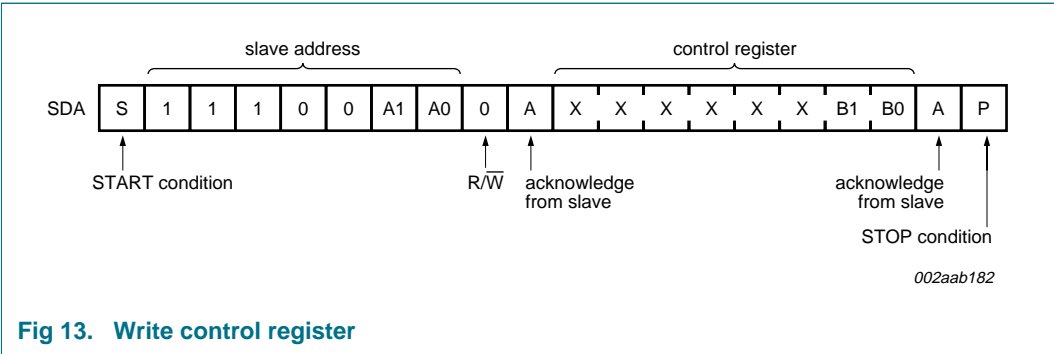 slave address control register
SDA S 1 1 1 0 0 A1 A0 0 A X X X X X X B1 B0 A P
START condition R/W̅ acknowledge from slave acknowledge from slave
STOP condition
002aab182
Fig 13. Write control register